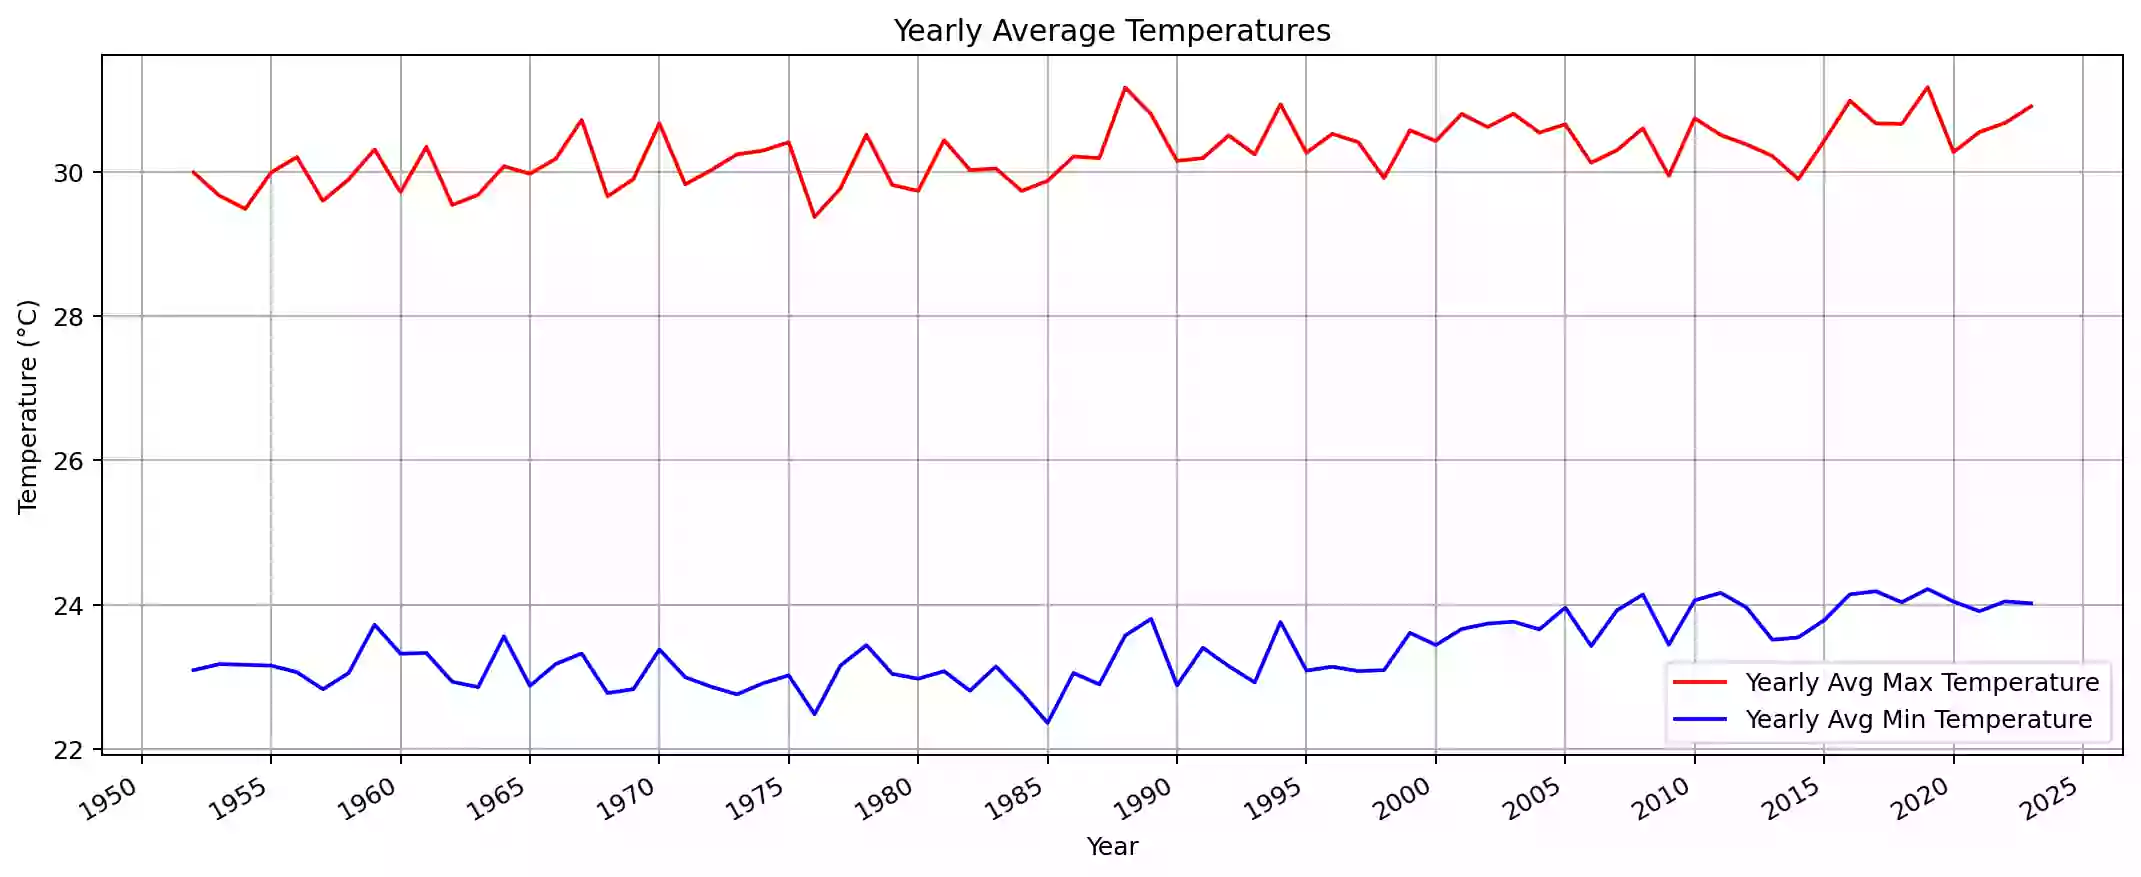 Yearly Average Temperatures
Temperature (°C)
30
28
26
24
22
Yearly Avg Max Temperature
Yearly Avg Min Temperature
1950 1955 1960 1965 1970 1975 1980 1985 1990 1995 2000 2005 2010 2015 2020 2025
Year